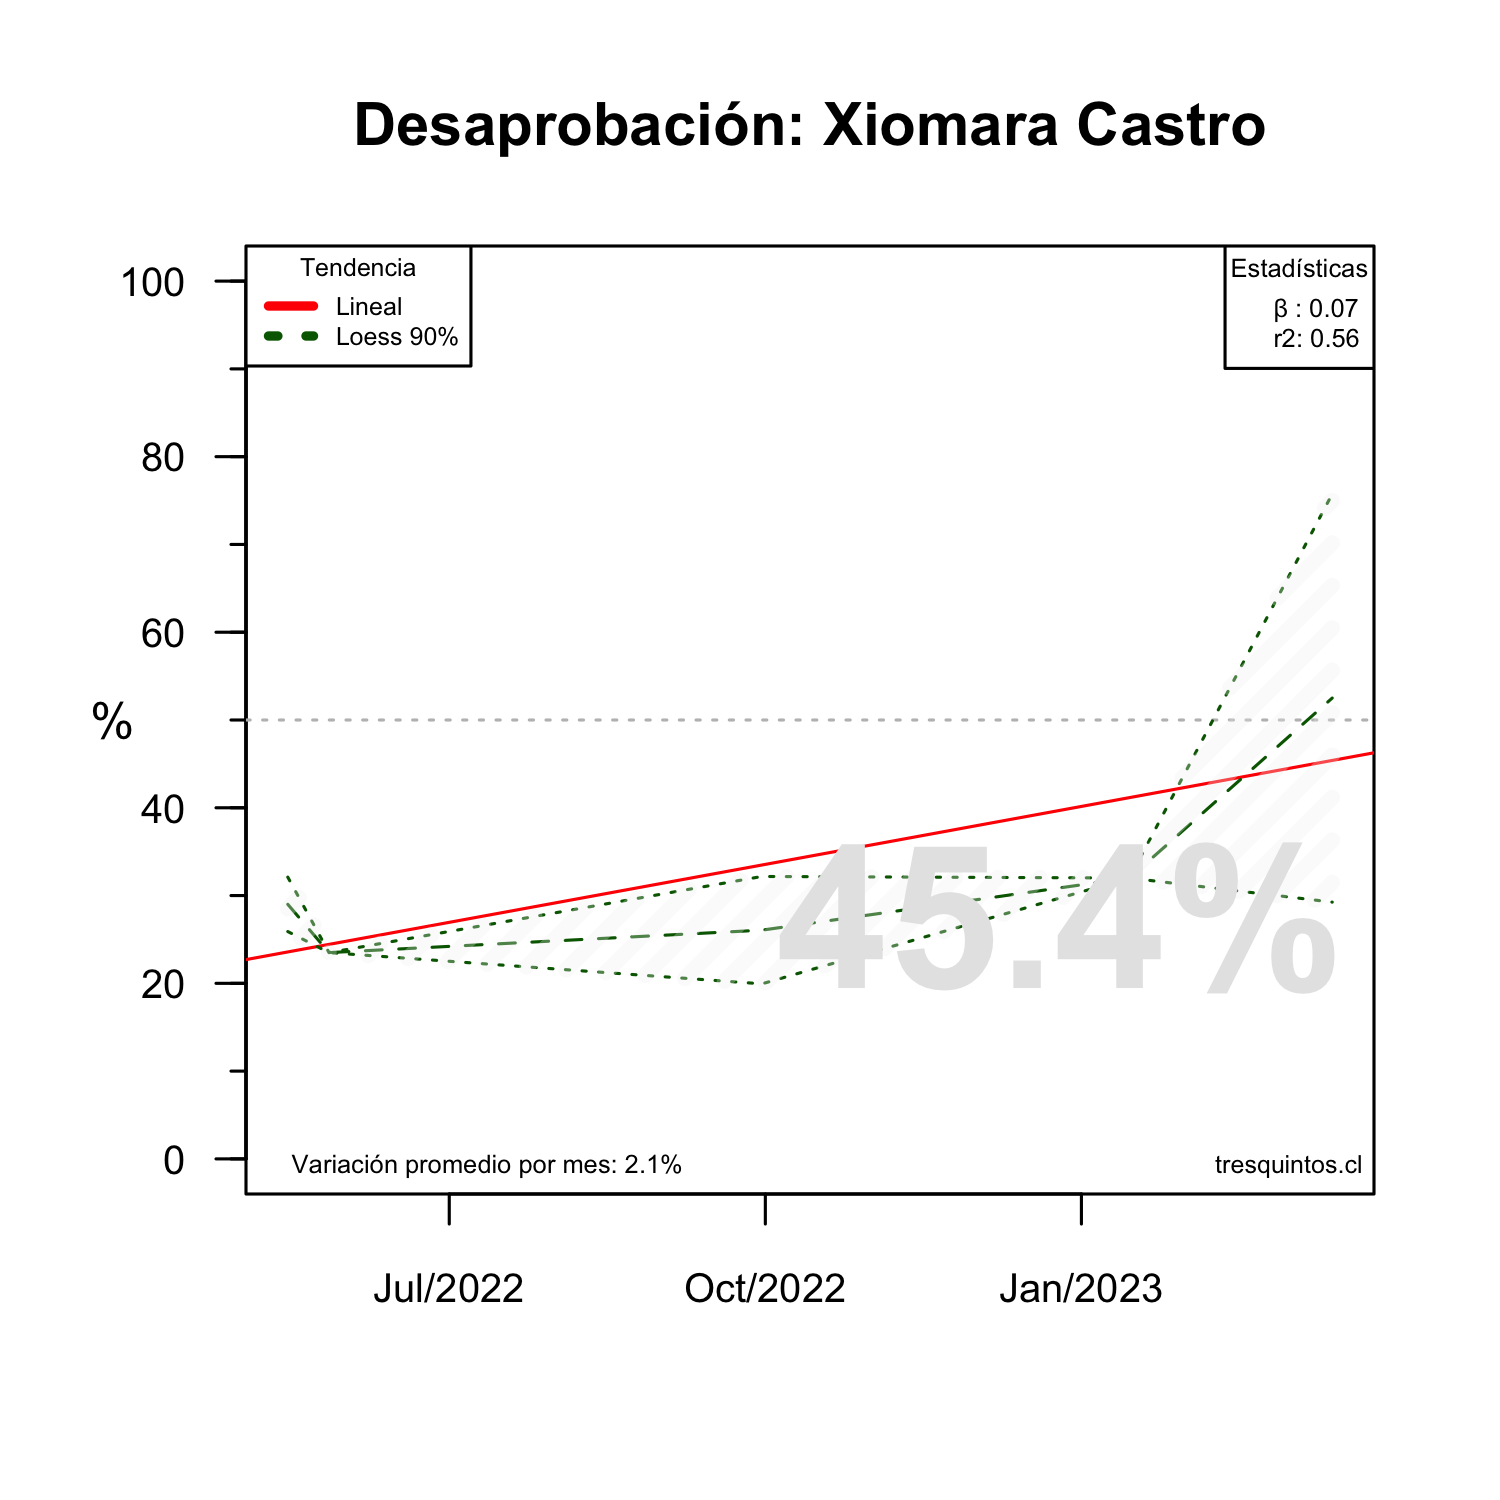 Desaprobación: Xiomara Castro
Tendencia
Lineal
Loess 90%
Estadísticas
β : 0.07
r2: 0.56
100
80
60
%
40
20
0
45.4%
Variación promedio por mes: 2.1%
tresquintos.cl
Jul/2022
Oct/2022
Jan/2023